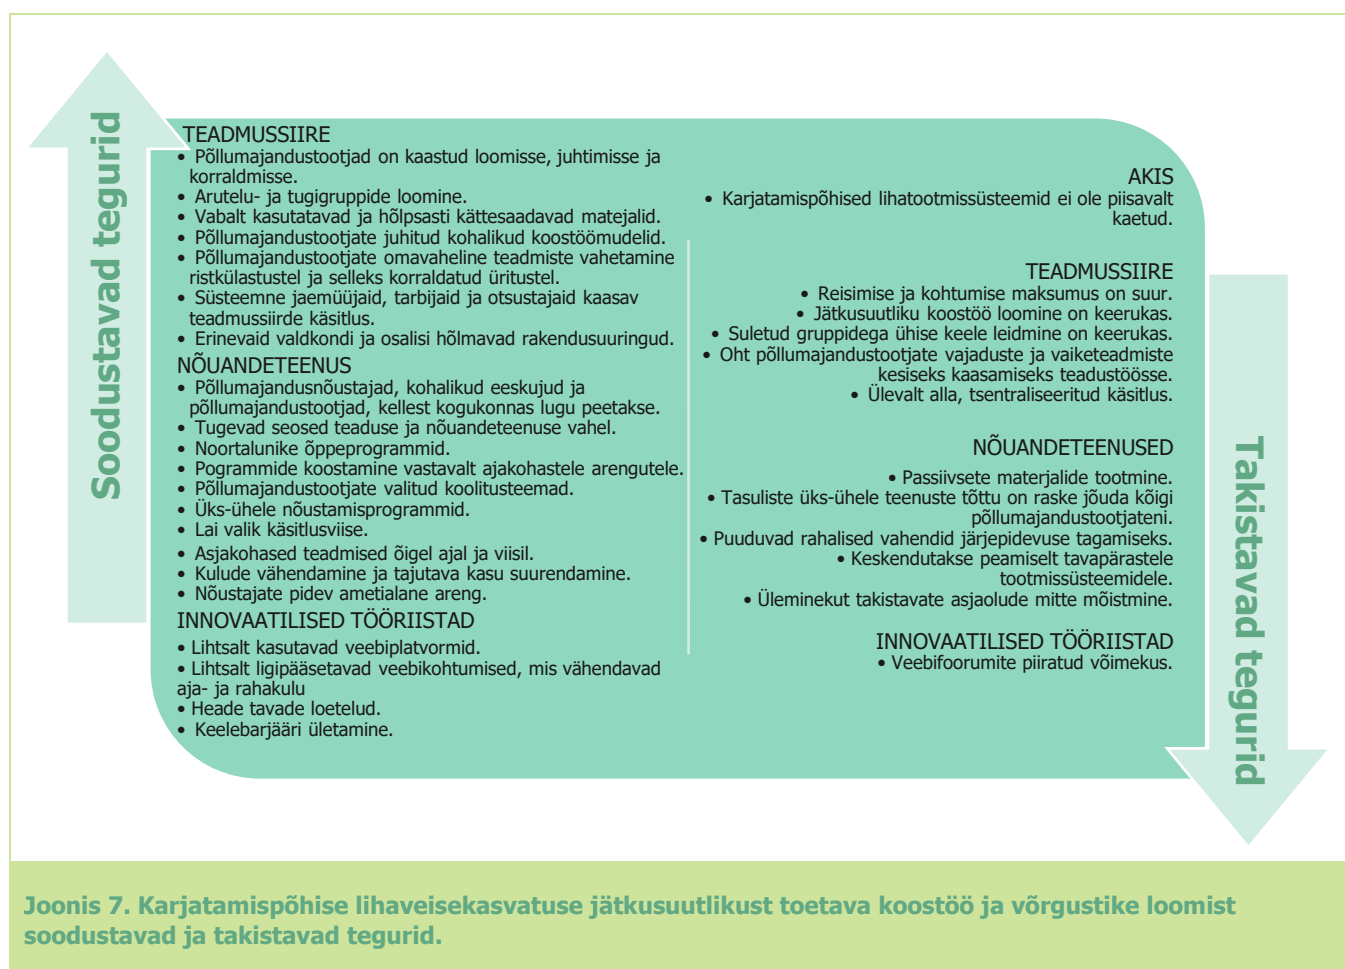 Soodustavad tegurid
TEADMUSSIIRE
• Põllumajandustootjad on kaastud loomisse, juhtimisse ja
korraldmisse.
• Arutelu- ja tugigruppide loomine.
• Vabalt kasutatavad ja hõlpsasti kättesaadavad matejalid.
• Põllumajandustootjate juhitud kohalikud koostöömudelid.
• Põllumajandustootjate omavaheline teadmiste vahetamine
ristkülastustel ja selleks korraldatud üritustel.
• Süsteemne jaemüüjaid, tarbijaid ja otsustajaid kaasav
teadmussiirde käsitlus.
• Erinevaid valdkondi ja osalisi hõlmavad rakendusuuringud.
NÕUANDETEENUS
• Põllumajandusnõustajad, kohalikud eeskujud ja
põllumajandustootjad, kellest kogukonnas lugu peetakse.
• Tugevad seosed teaduse ja nõuandeteenuse vahel.
• Noortalunike õppeprogrammid.
• Pogrammide koostamine vastavalt ajakohastele arengutele.
• Põllumajandustootjate valitud koolitusteemad.
• Üks-ühele nõustamisprogrammid.
• Lai valik käsitlusviise.
• Asjakohased teadmised õigel ajal ja viisil.
• Kulude vähendamine ja tajutava kasu suurendamine.
• Nõustajate pidev ametialane areng.
INNOVAATILISED TÖÖRIISTAD
• Lihtsalt kasutavad veebiplatvormid.
• Lihtsalt ligipääsetavad veebikohtumised, mis vähendavad
aja- ja rahakulu
• Heade tavade loetelud.
• Keelebarjääri ületamine.
AKIS
• Karjatamispõhised lihatootmissüsteemid ei ole piisavalt
kaetud.
TEADMUSSIIRE
• Reisimise ja kohtumise maksumus on suur.
• Jätkusuutliku koostöö loomine on keerukas.
• Suletud gruppidega ühise keele leidmine on keerukas.
• Oht põllumajandustootjate vajaduste ja vaiketeadmiste
kesiseks kaasamiseks teadustöösse.
• Ülevalt alla, tsentraliseeritud käsitlus.
NÕUANDETEENUSED
• Passiivsete materjalide tootmine.
• Tasuliste üks-ühele teenuste tõttu on raske jõuda kõigi
põllumajandustootjateni.
• Puuduvad rahalised vahendid järjepidevuse tagamiseks.
• Keskendutakse peamiselt tavapärastele
tootmissüsteemidele.
• Üleminekut takistavate asjaolude mitte mõistmine.
INNOVAATILISED TÖÖRIISTAD
• Veebifoorumite piiratud võimekus.
Takistavad tegurid
Joonis 7. Karjatamispõhise lihaveisekasvatuse jätkusuutlikust toetava koostöö ja võrgustike loomist
soodustavad ja takistavad tegurid.